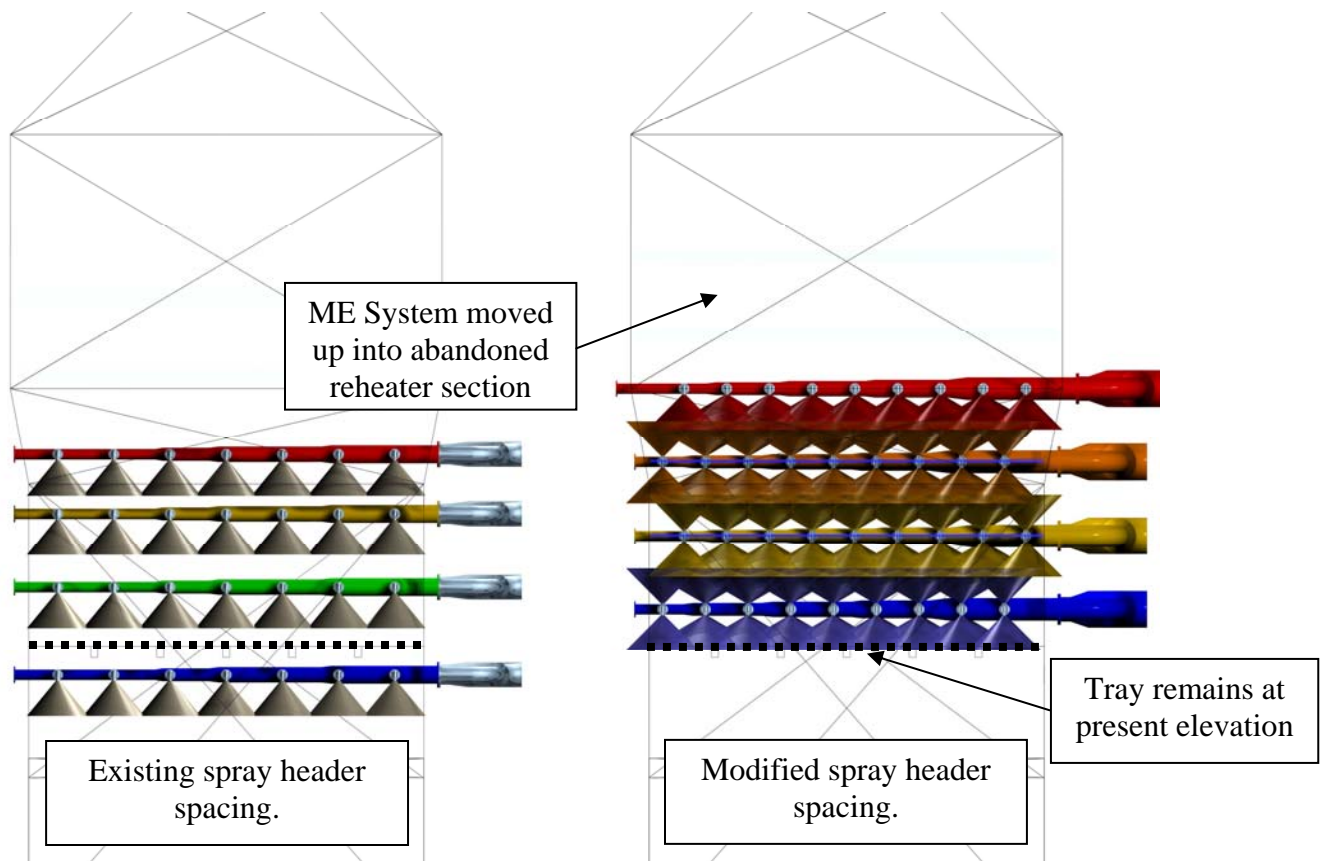 ME System moved
up into abandoned
reheater section
Tray remains at
present elevation
Existing spray header
spacing.
Modified spray header
spacing.